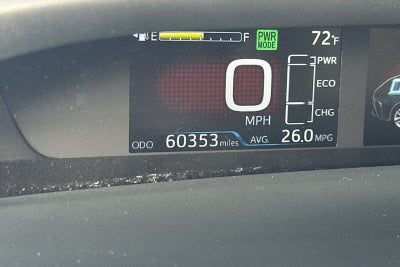 E F PWR MODE 72°F
PWR
0
ECO
MPH
CHG
ODO 60353 miles AVG. 26.0 MPG